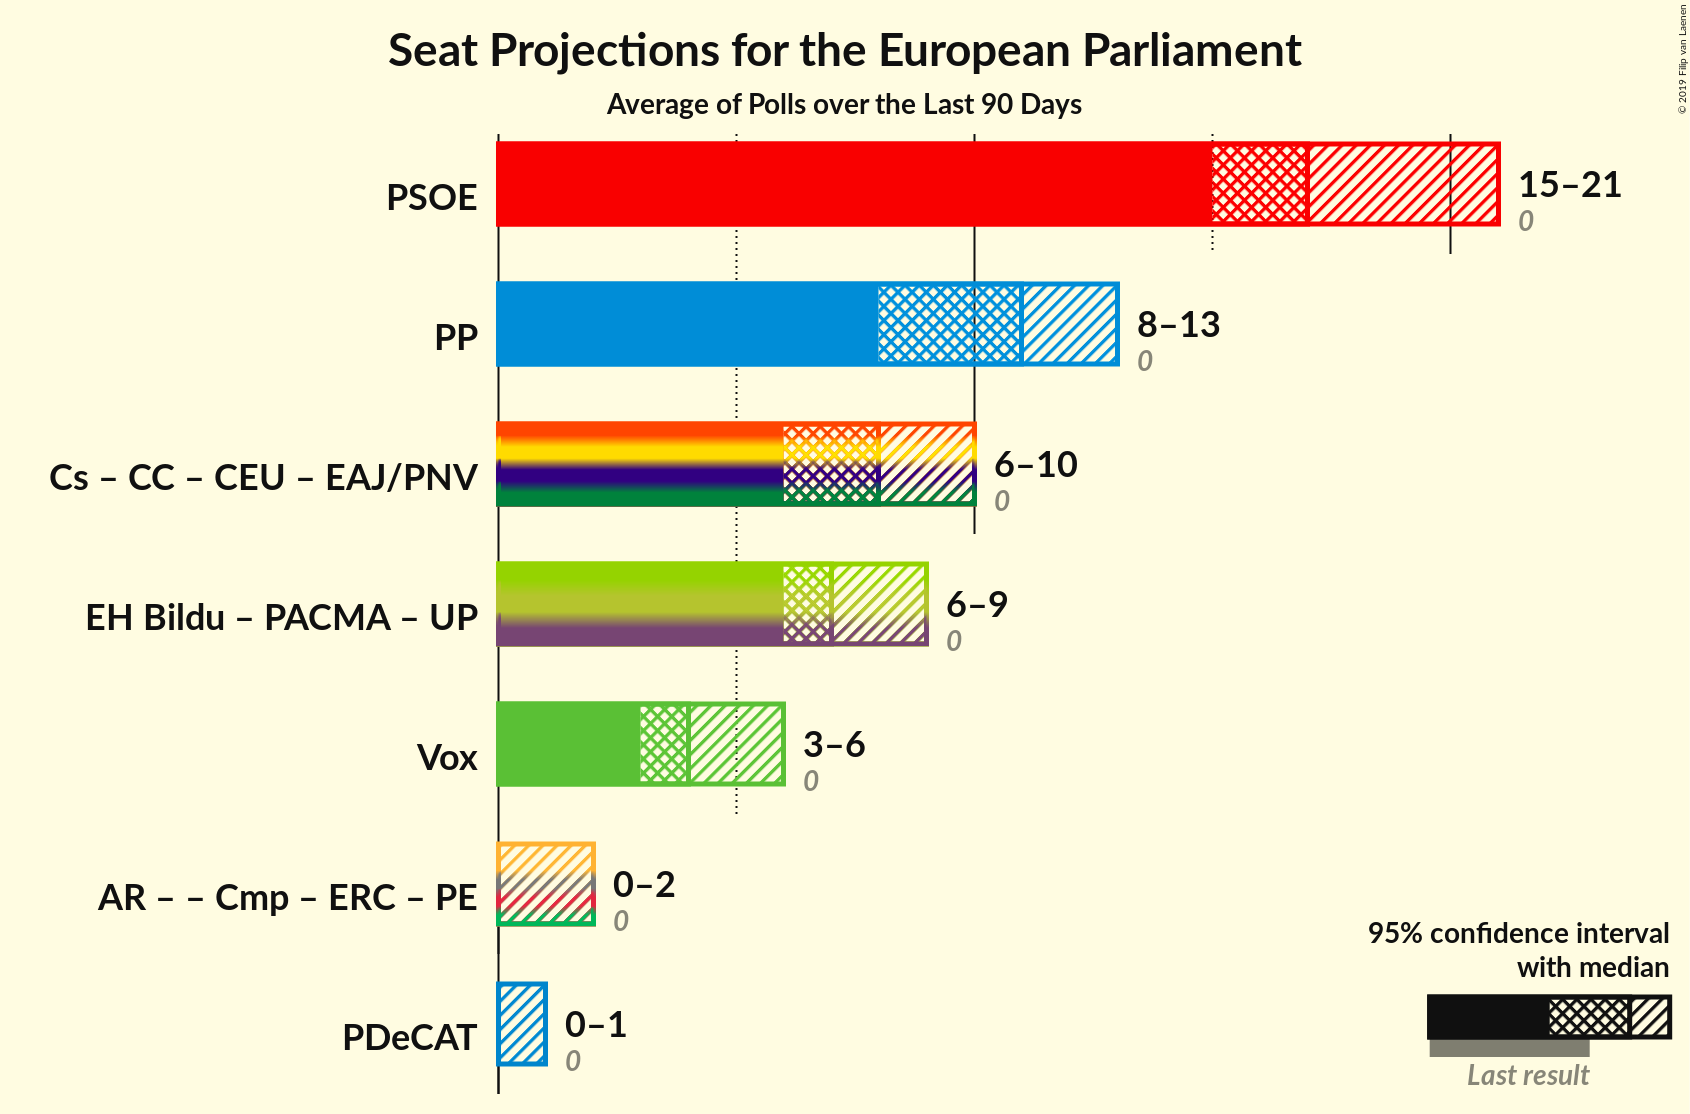 Seat Projections for the European Parliament
Average of Polls over the Last 90 Days
© 2019 Filip van Laenen
PSOE
15–21
0
PP
8–13
0
Cs – CC – CEU – EAJ/PNV
6–10
0
EH Bildu – PACMA – UP
6–9
0
Vox
3–6
0
AR – – Cmp – ERC – PE
0–2
0
PDeCAT
0–1
0
95% confidence interval
with median
Last result